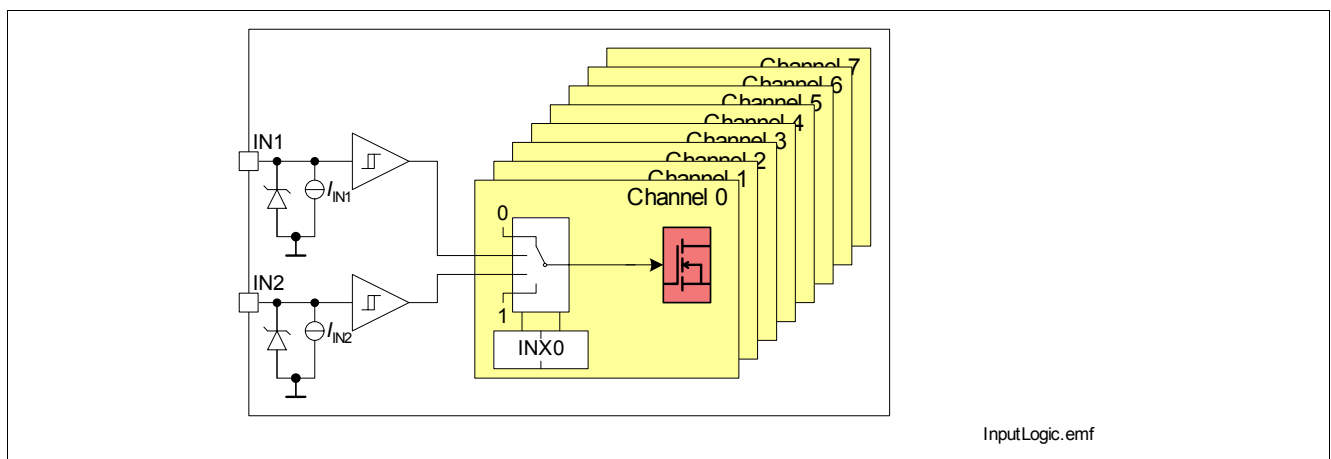 Channel 7
Channel 6
Channel 5
Channel 4
Channel 3
Channel 2
Channel 1
Channel 0
IN1
IIN1
0
IN2
IIN2
1
INX0
InputLogic.emf